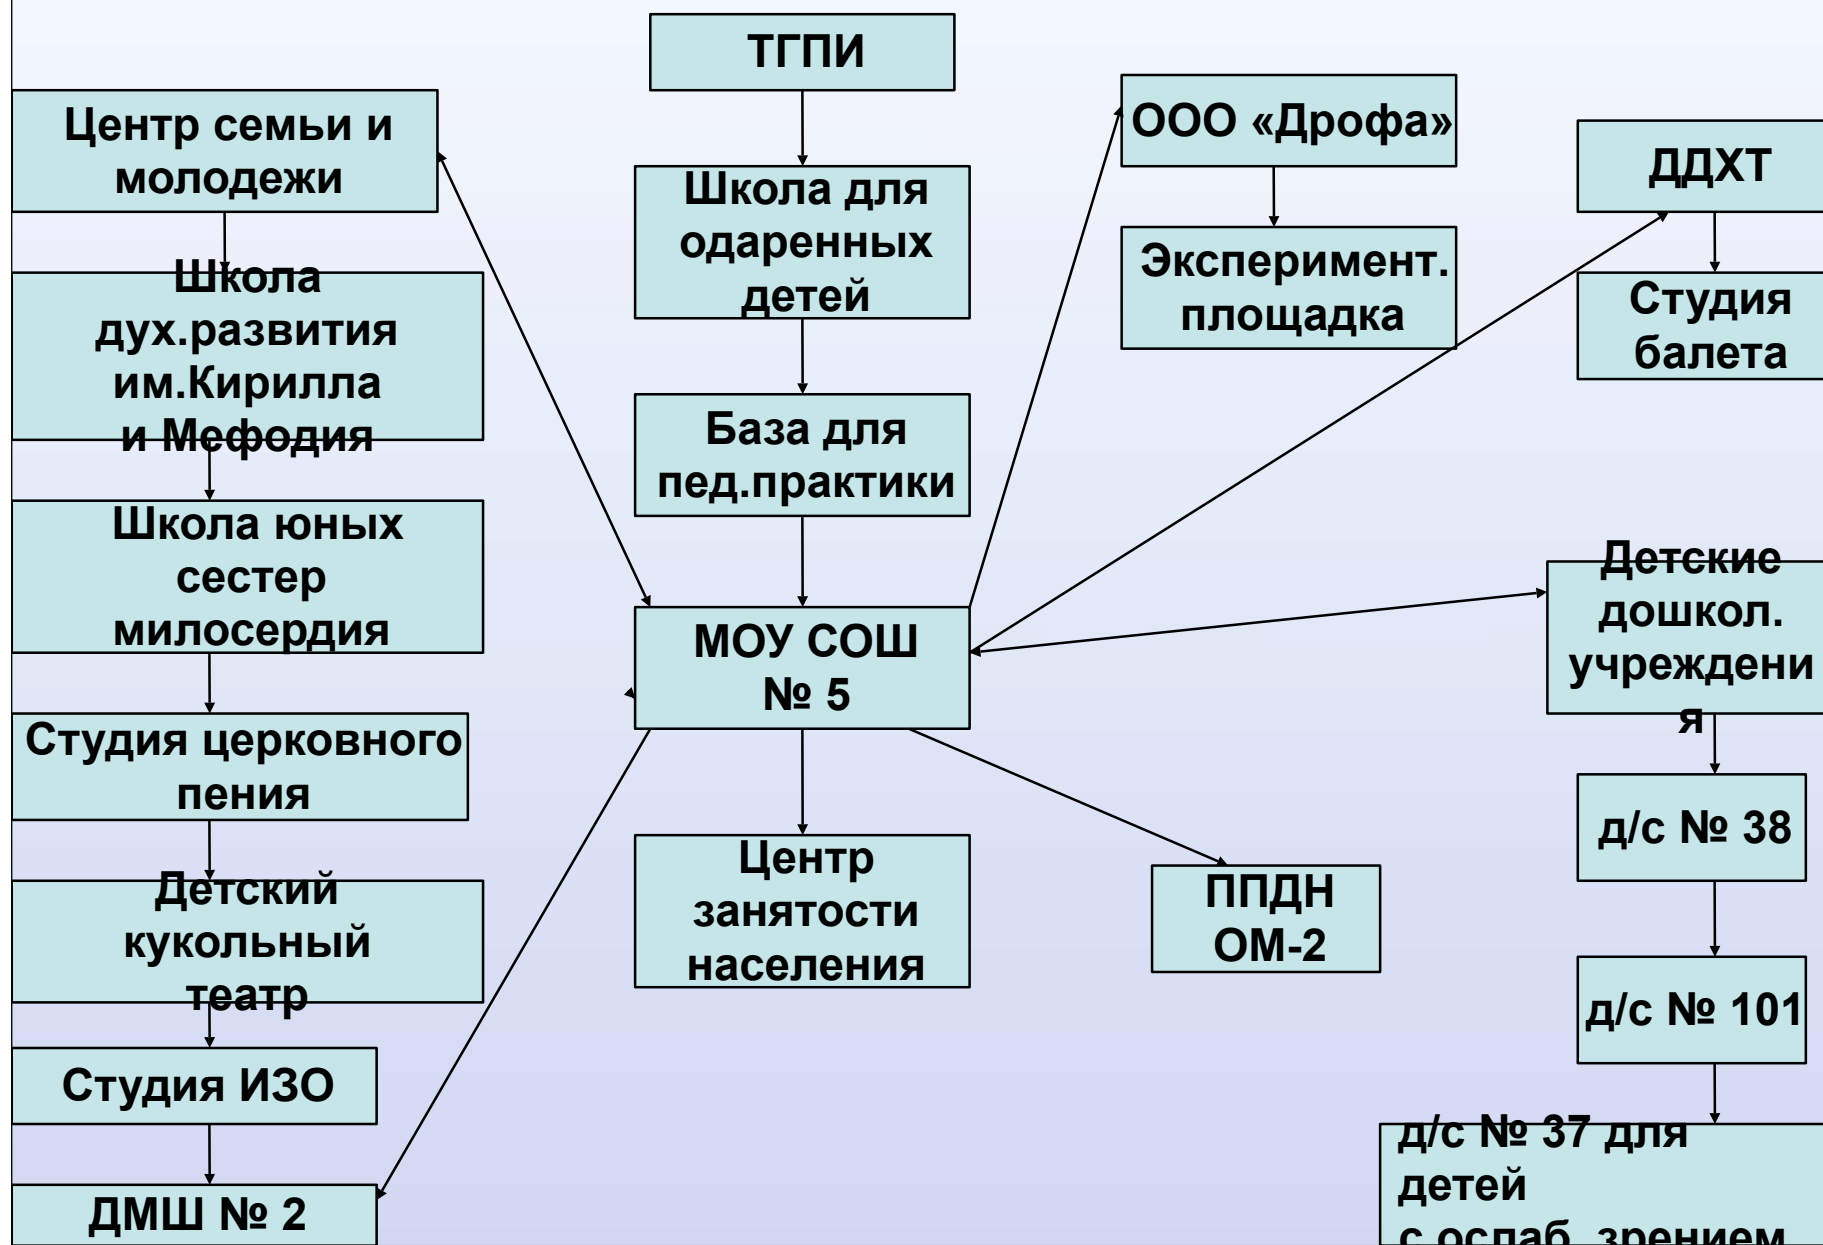 ТГПИ
Центр семьи и
молодежи
ООО «Дрофа»
ДДХТ
Школа для
одаренных
детей
Эксперимент.
площадка
Школа
дух.развития
им.Кирилла
и Мефодия
Студия
балета
База для
пед.практики
Школа юных
сестер
милосердия
Детские
дошкол.
учреждени
я
МОУ СОШ
№ 5
Студия церковного
пения
д/с № 38
Центр
занятости
населения
ППДН
ОМ-2
Детский
кукольный
театр
д/с № 101
Студия ИЗО
д/с № 37 для
детей
с ослаб. зрением
ДМШ № 2